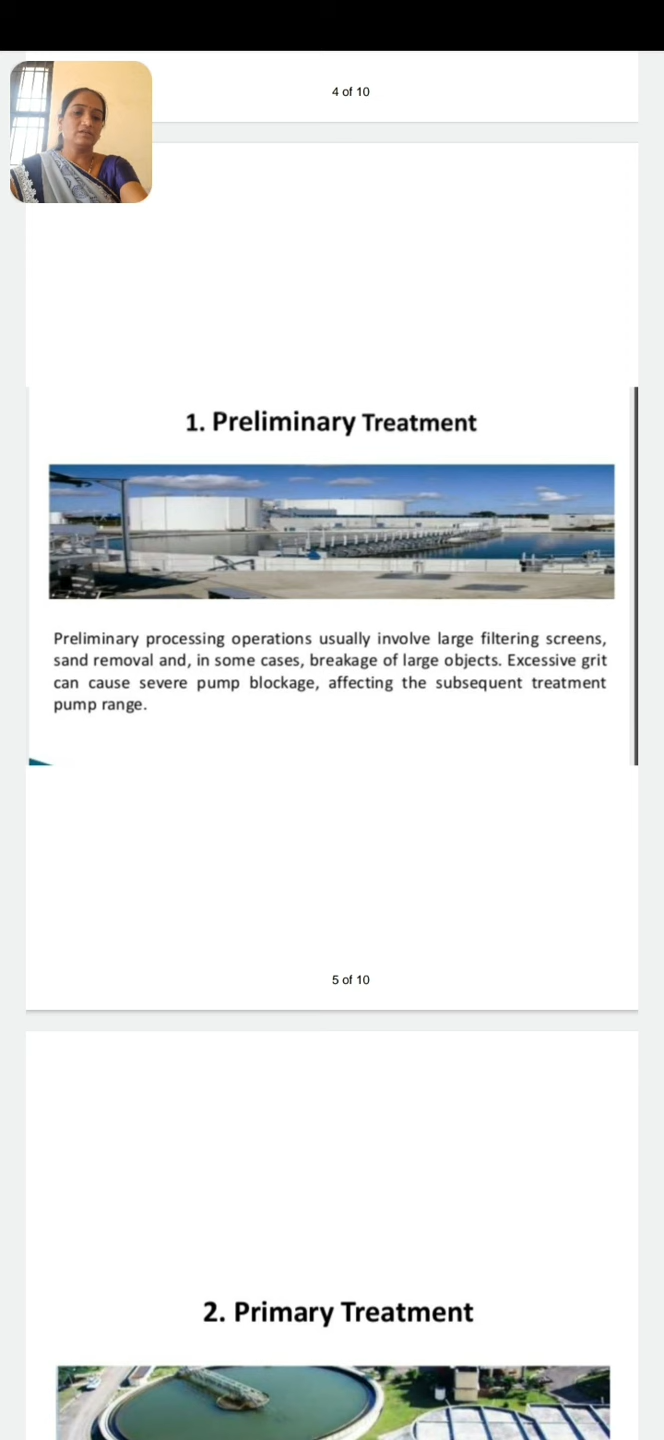 4 of 10
1. Preliminary Treatment
Preliminary processing operations usually involve large filtering screens,
sand removal and, in some cases, breakage of large objects. Excessive grit
can cause severe pump blockage, affecting the subsequent treatment
pump range.
5 of 10
2. Primary Treatment